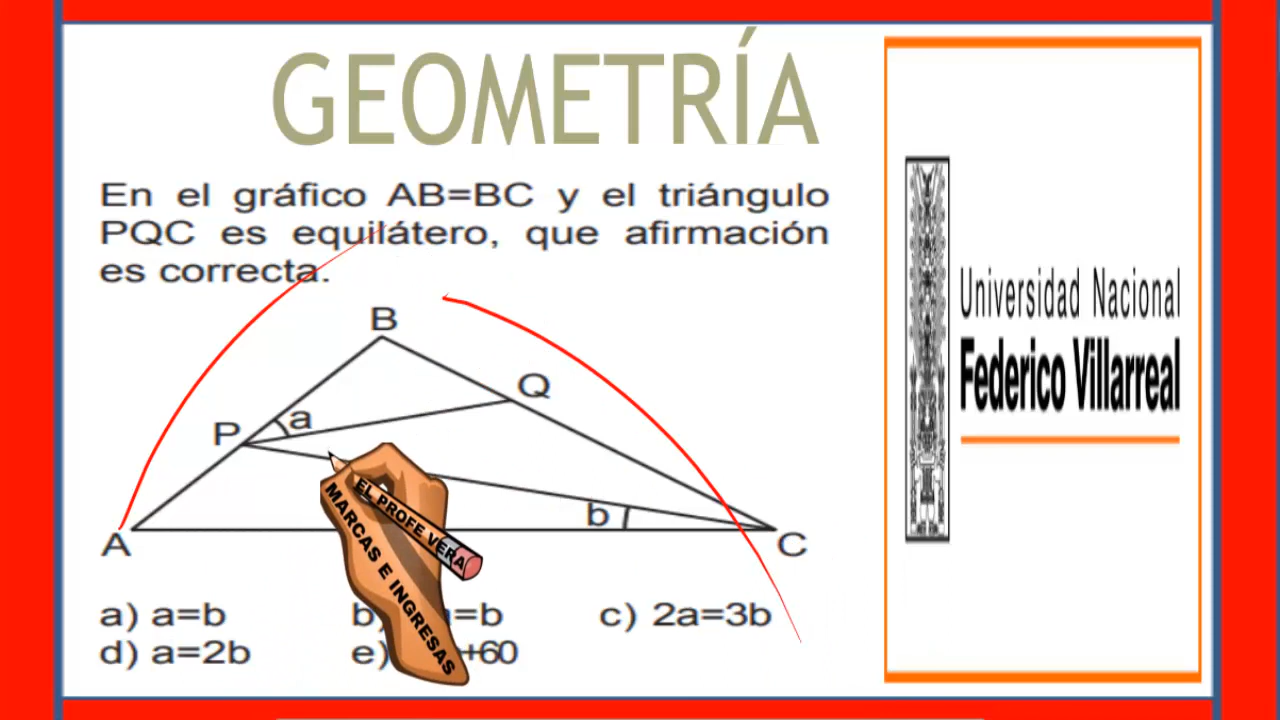 GEOMETRÍA
En el gráfico AB=BC y el triángulo
PQC es equilátero, que afirmación
es correcta.
B
Q
a
P
b
A
C
a) a=b
b) =b
c) 2a=3b
d) a=2b
e) +60
EL PROFE VERA
MARCAS E INGRESAS
Universidad Nacional
Federico Villarreal